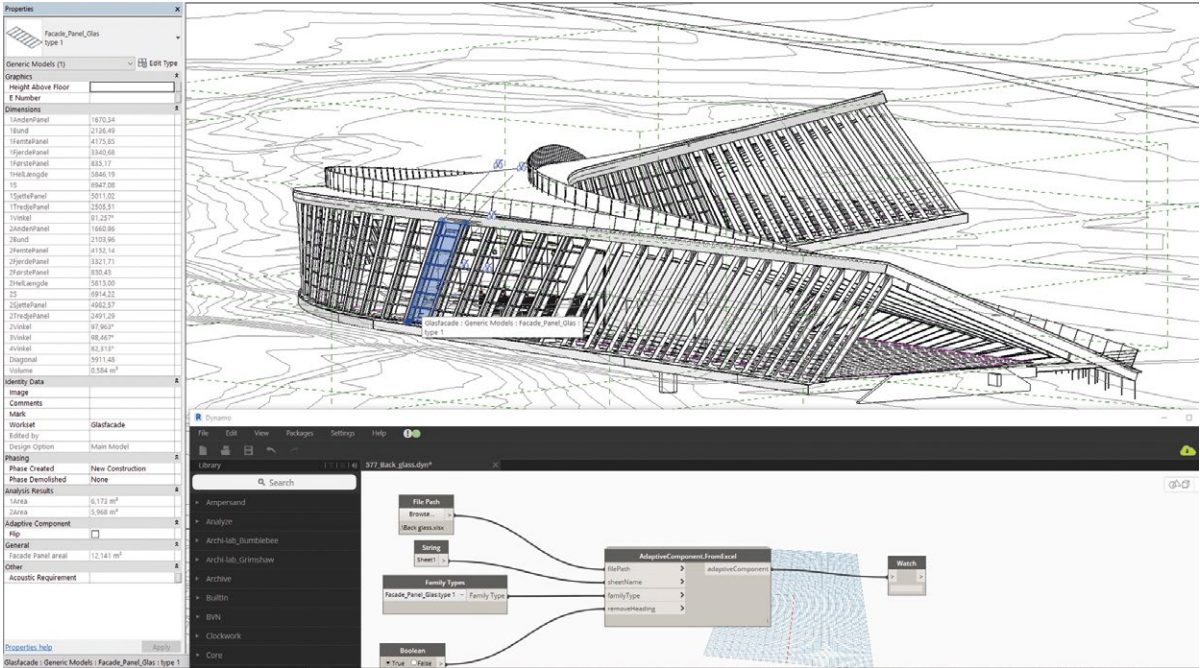 Properties
Facade_Panel_Glas
type 1
Generic Models (1) Edit Type
Graphics
Height Above Floor
E Number
Dimensions
1AndenPanel 1670,34
1Bund 2136,49
1FemtePanel 4175,85
1FjerdePanel 3340,68
1FørstePanel 835,17
1HelLængde 5846,19
1S 6947,08
1SjettePanel 5011,02
1TredjePanel 2505,51
1Vinkel 81,257°
2AndenPanel 1660,86
2Bund 2103,96
2FemtePanel 4152,14
2FjerdePanel 3321,71
2FørstePanel 830,43
2HelLængde 5813,00
2S 6914,22
2SjettePanel 4982,57
2TredjePanel 2491,29
2Vinkel 97,963°
3Vinkel 98,467°
4Vinkel 82,313°
Diagonal 5911,48
Volume 0.584 m³
Identity Data
Image
Comments
Mark
Workset Glasfacade
Edited by
Design Option Main Model
Phasing
Phase Created New Construction
Phase Demolished None
Analysis Results
1Area 6,173 m²
2Area 5,968 m²
Adaptive Component
Flip
General
Facade Panel areal 12,141 m²
Other
Acoustic Requirement
Properties help Apply
Glasfacade : Generic Models : Facade_Panel_Glas : type 1
Glasfacade : Generic Models : Facade_Panel_Glas :
type 1
Dynamo
File Edit View Packages Settings Help
Library
577_Back_glass.dyn*
Search
Ampersand
Analyze
Archi-lab_Bumblebee
Archi-lab_Grimshaw
Archive
BuiltIn
BVN
Clockwork
Core
File Path
Browse... >
.\Back glass.xlsx
String
Sheet1 >
Family Types
Facade_Panel_Glas:type 1 Family Type
Boolean
True False >
AdaptiveComponent.FromExcel
filePath > adaptiveComponent
sheetName >
familyType >
removeHeading >
Watch
> >